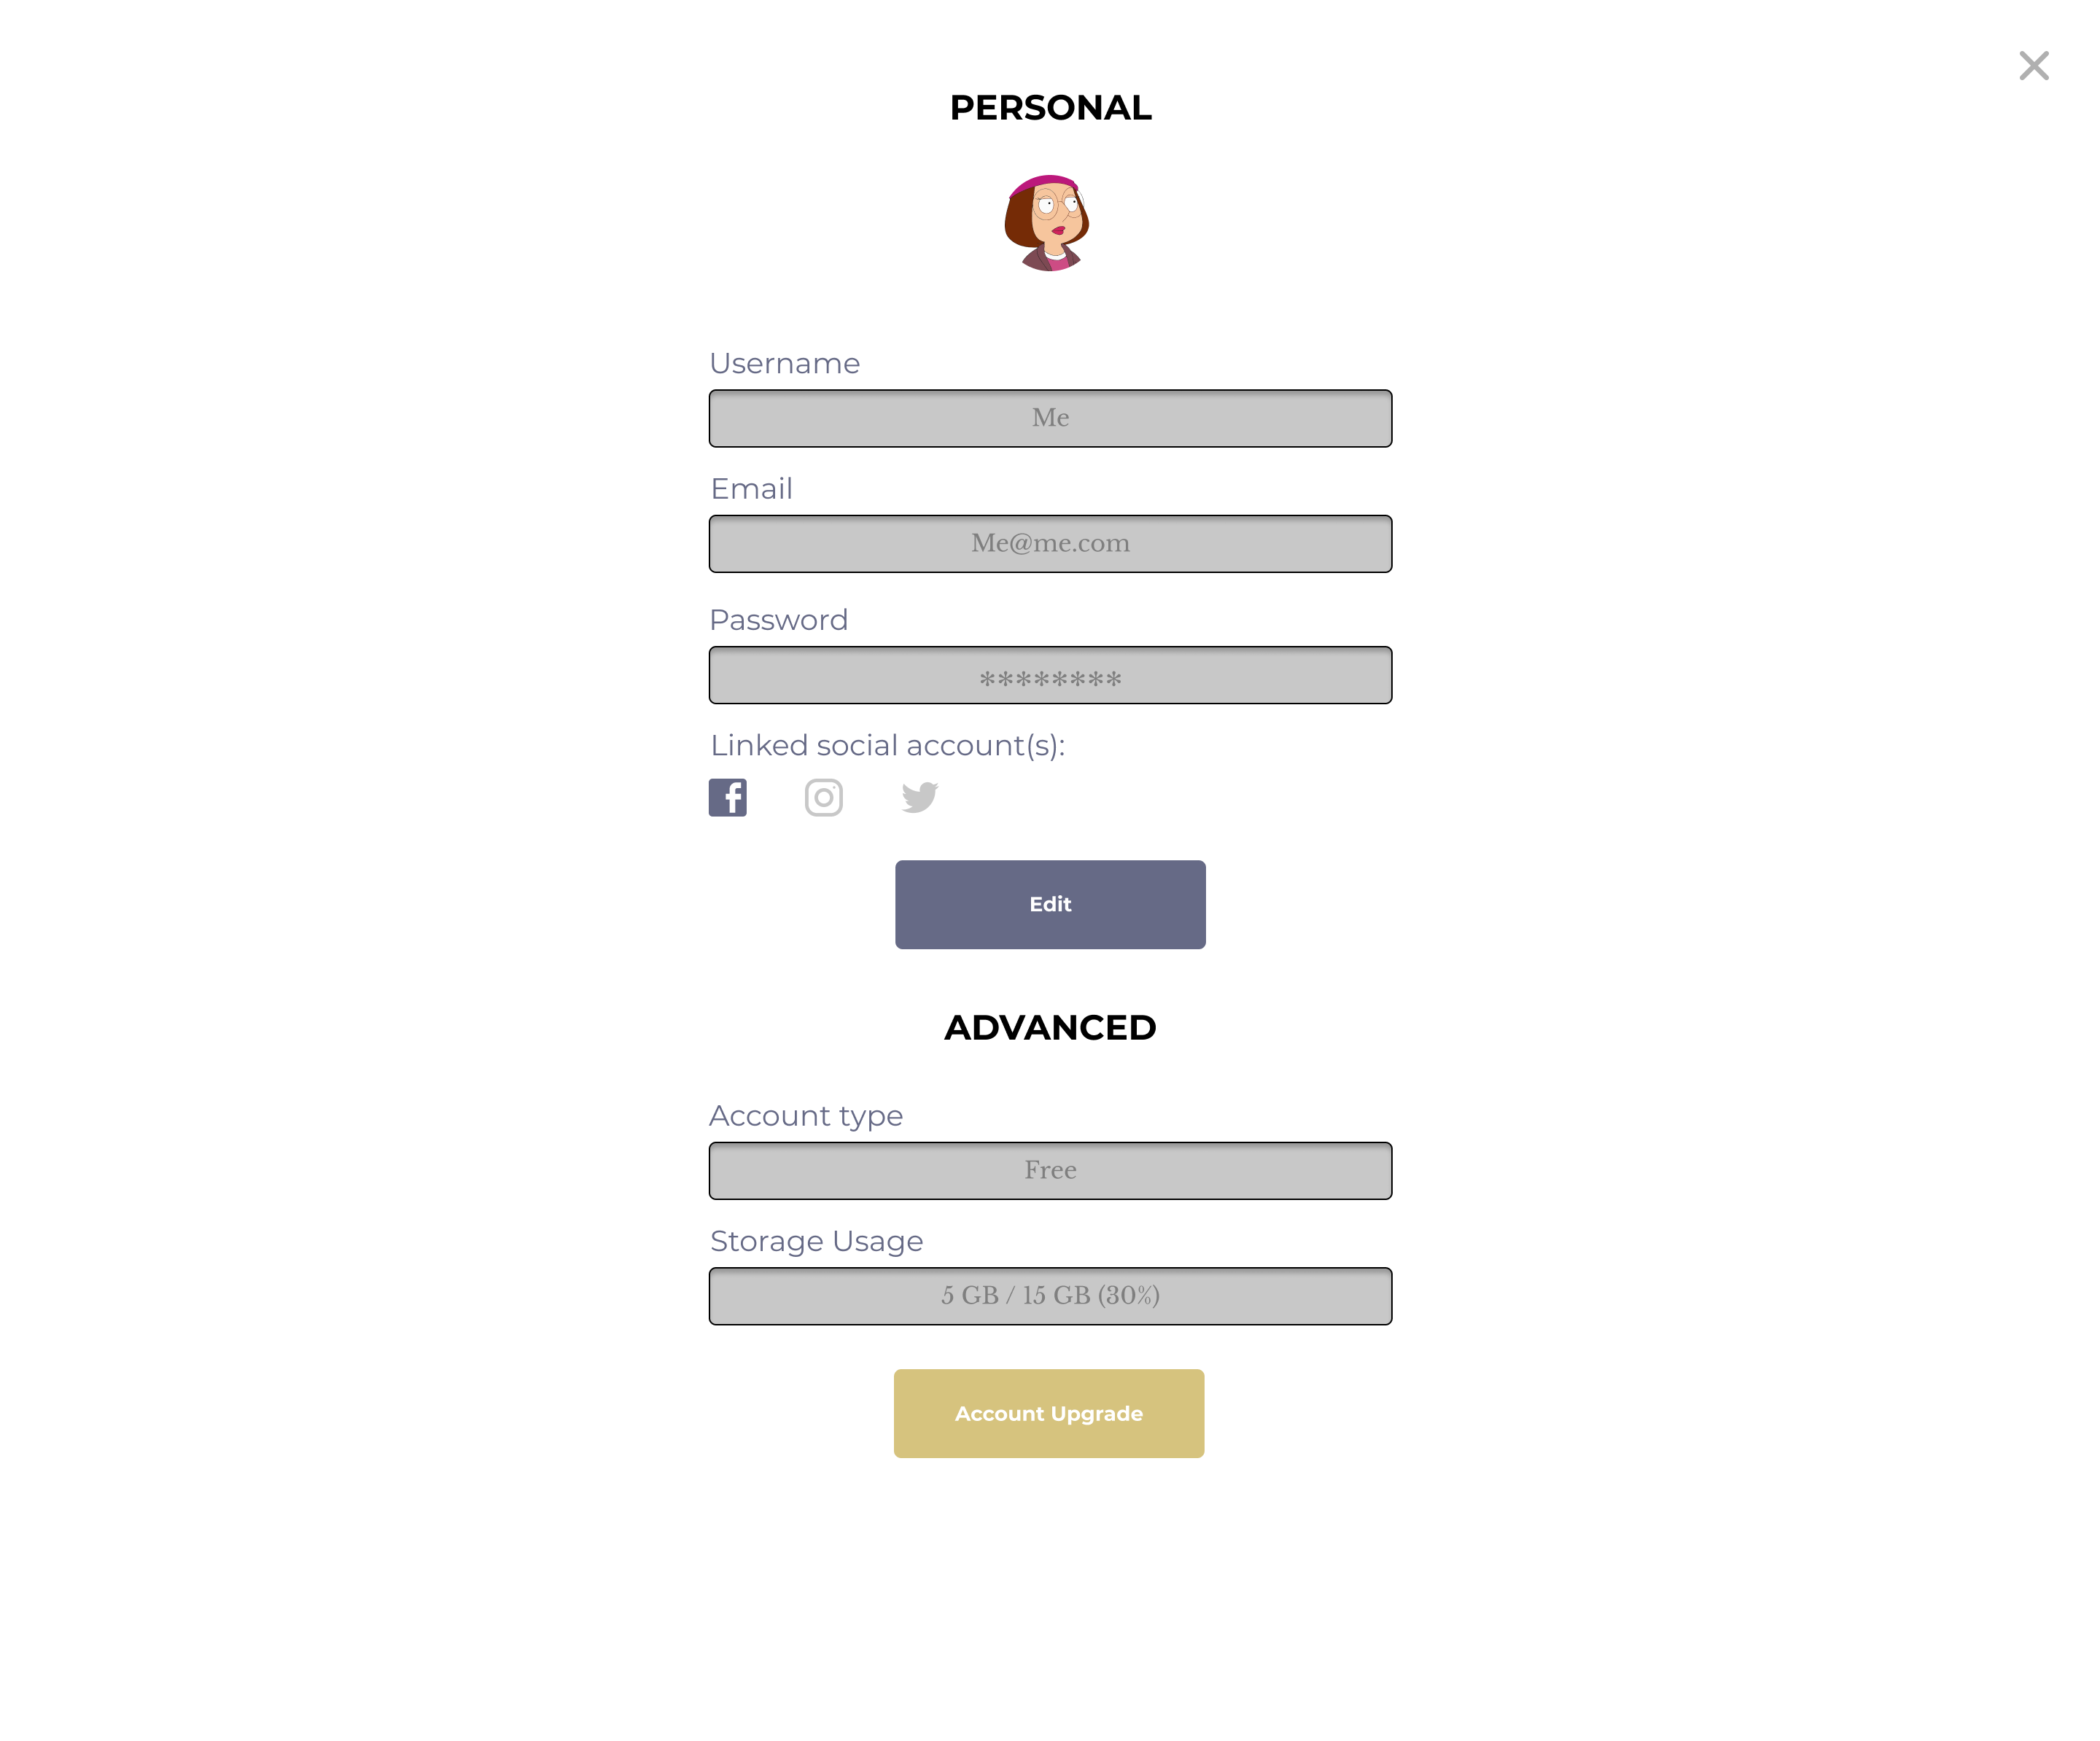 PERSONAL
Username
Me
Email
Me@me.com
Password
********
Linked social account(s):
Edit
ADVANCED
Account type
Free
Storage Usage
5 GB / 15 GB (30%)
Account Upgrade